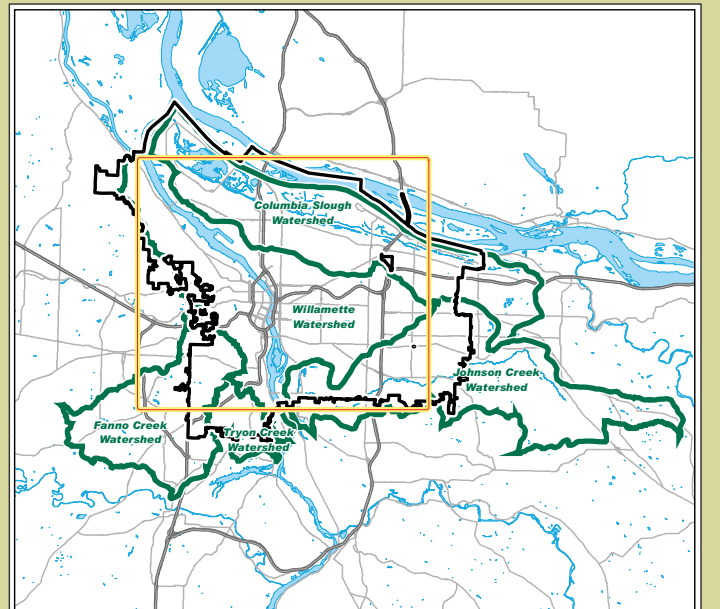 Columbia Slough
Watershed
Willamette
Watershed
Johnson Creek
Watershed
Fanno Creek
Watershed
Tryon Creek
Watershed